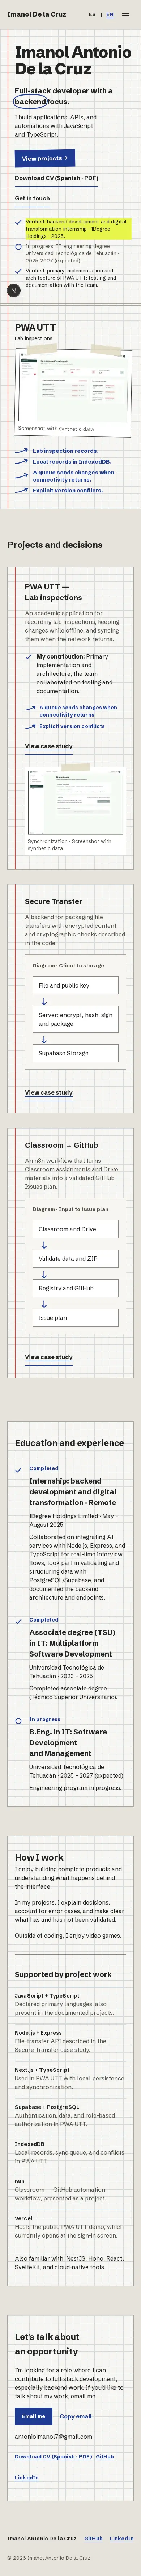 Imanol De la Cruz
ES | EN
Imanol Antonio
De La Cruz
Full-stack developer with a
backend focus.
I build applications, APIs, and
automations with JavaScript
and TypeScript.
View projects →
Download CV (Spanish · PDF)
Get in touch
Verified: backend development and digital
transformation internship · 1Degree
Holdings · 2025.
In progress: IT engineering degree ·
Universidad Tecnológica de Tehuacán ·
2025–2027 (expected).
Verified: primary implementation and
architecture of PWA UTT; testing and
documentation with the team.
N
PWA UTT
Lab inspections
Screenshot with synthetic data
Lab inspection records.
Local records in IndexedDB.
A queue sends changes when
connectivity returns.
Explicit version conflicts.
Projects and decisions
PWA UTT —
Lab inspections
An academic application for
recording lab inspections, keeping
changes while offline, and syncing
them when the network returns.
My contribution: Primary
implementation and
architecture; the team
collaborated on testing and
documentation.
A queue sends changes when
connectivity returns
Explicit version conflicts
View case study
Synchronization · Screenshot with
synthetic data
Secure Transfer
A backend for packaging file
transfers with encrypted content
and cryptographic checks described
in the code.
Diagram · Client to storage
File and public key
Server: encrypt, hash, sign
and package
Supabase Storage
View case study
Classroom → GitHub
An n8n workflow that turns
Classroom assignments and Drive
materials into a validated GitHub
Issues plan.
Diagram · Input to issue plan
Classroom and Drive
Validate data and ZIP
Registry and GitHub
Issue plan
View case study
Education and experience
Completed
Internship: backend
development and digital
transformation · Remote
1Degree Holdings Limited · May –
August 2025
Collaborated on integrating AI
services with Node.js, Express, and
TypeScript for real-time interview
flows, took part in validating and
structuring data with
PostgreSQL/Supabase, and
documented the backend
architecture and endpoints.
Completed
Associate degree (TSU)
in IT: Multiplatform
Software Development
Universidad Tecnológica de
Tehuacán · 2023 – 2025
Completed associate degree
(Técnico Superior Universitario).
In progress
B.Eng. in IT: Software
Development
and Management
Universidad Tecnológica de
Tehuacán · 2025 – 2027 (expected)
Engineering program in progress.
How I work
I enjoy building complete products and
understanding what happens behind
the interface.
In my projects, I explain decisions,
account for error cases, and make clear
what has and has not been validated.
Outside of coding, I enjoy video games.
Supported by project work
JavaScript + TypeScript
Declared primary languages, also
present in the documented projects.
Node.js + Express
File-transfer API described in the
Secure Transfer case study.
Next.js + TypeScript
Used in PWA UTT with local persistence
and synchronization.
Supabase + PostgreSQL
Authentication, data, and role-based
authorization in PWA UTT.
IndexedDB
Local records, sync queue, and conflicts
in PWA UTT.
n8n
Classroom → GitHub automation
workflow, presented as a project.
Vercel
Hosts the public PWA UTT demo, which
currently opens at the sign-in screen.
Also familiar with: NestJS, Hono, React,
SvelteKit, and cloud-native tools.
Let's talk about
an opportunity
I'm looking for a role where I can
contribute to full-stack development,
especially backend work. If you'd like to
talk about my work, email me.
Email me
Copy email
antonioimanol7@gmail.com
Download CV (Spanish · PDF) GitHub
LinkedIn
Imanol Antonio De la Cruz
GitHub LinkedIn
© 2026 Imanol Antonio De la Cruz